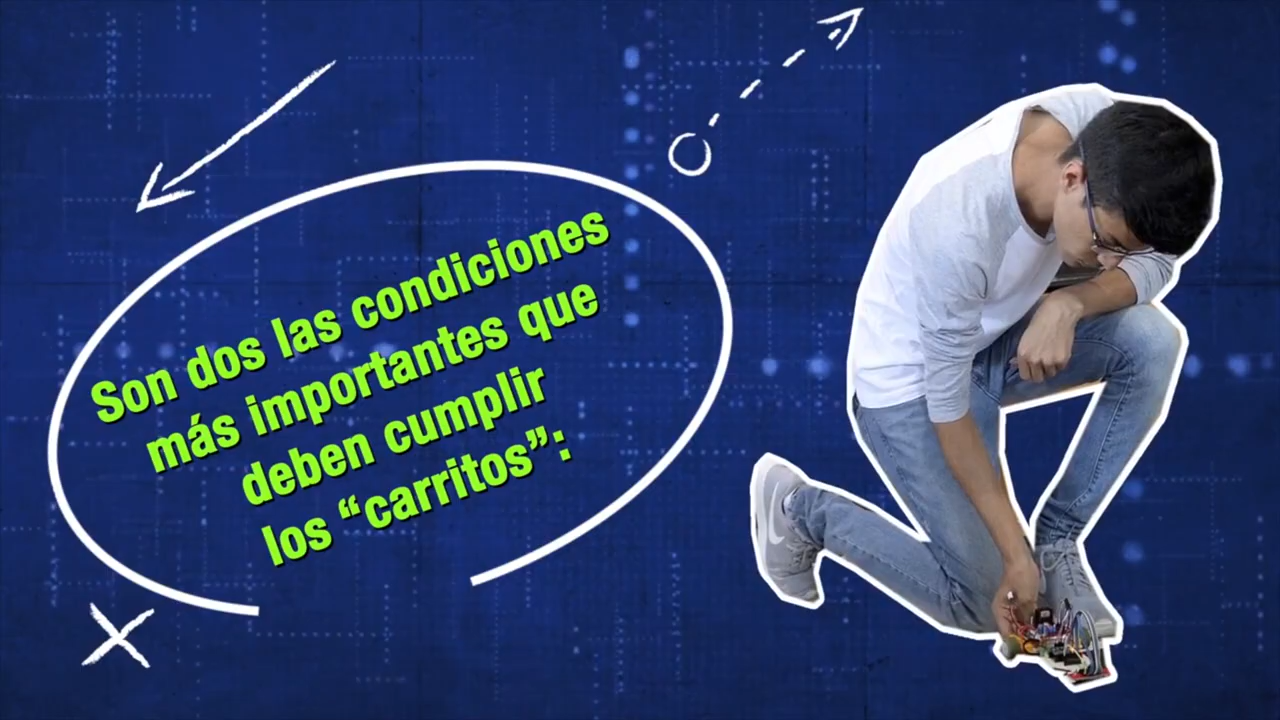 Son dos las condiciones
más importantes que
deben cumplir
los “carritos”: